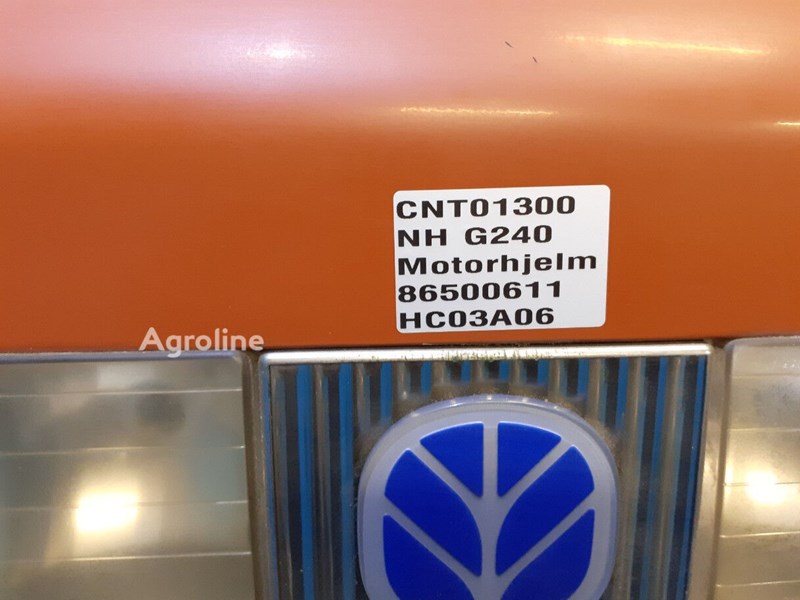 CNT01300
NH G240
Motorhjelm
86500611
HC03A06
Agroline